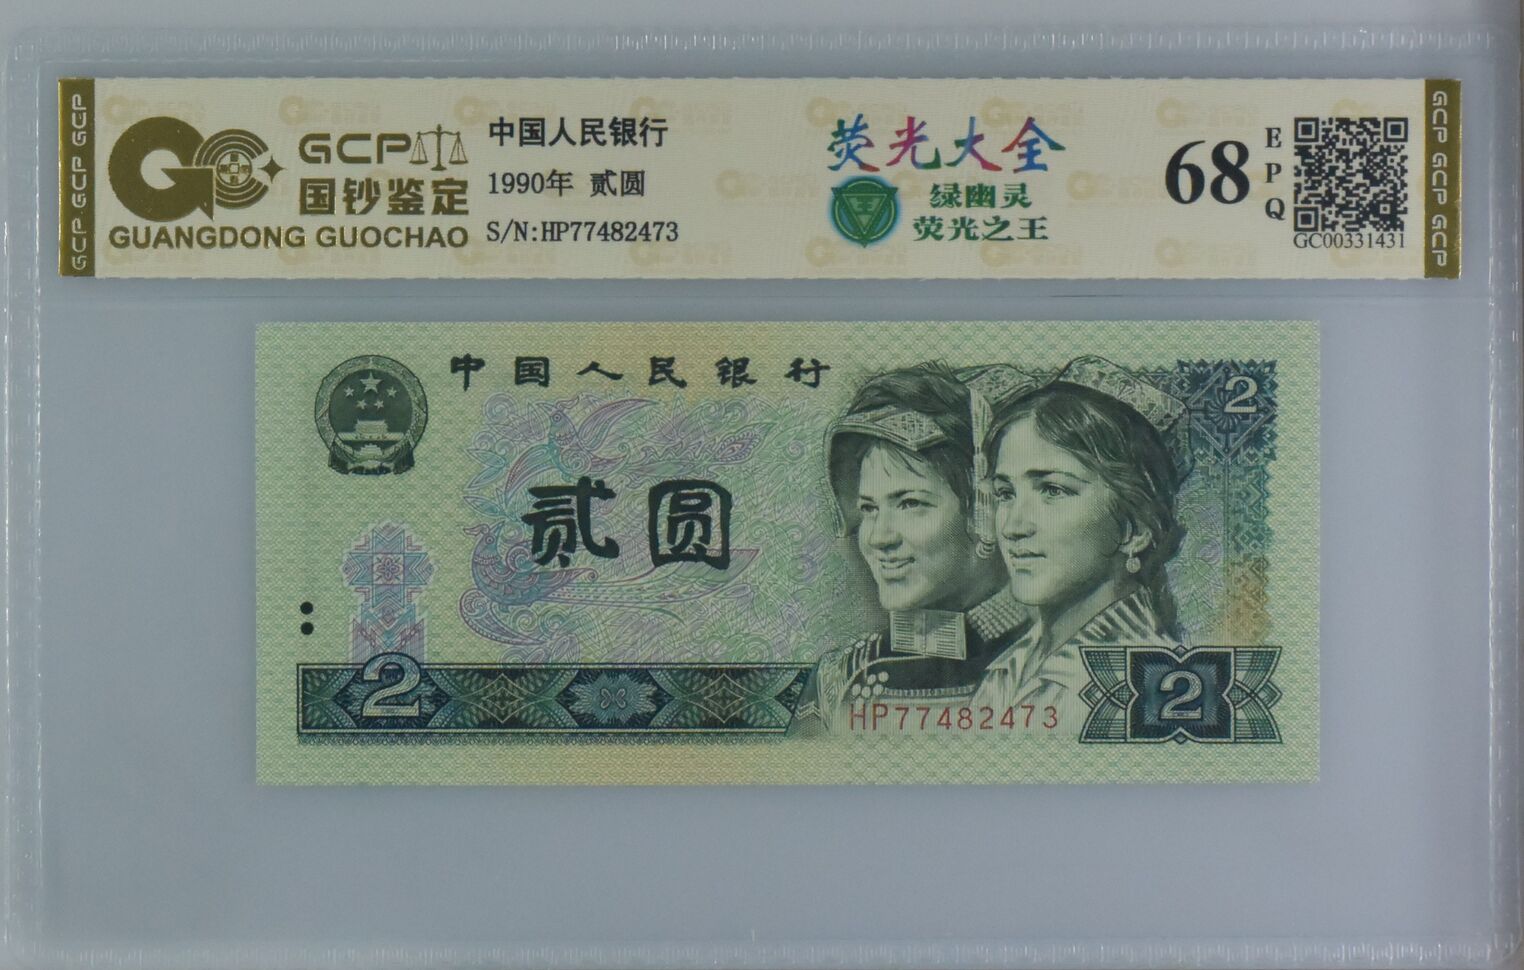 GCP GCP GCP
GCP
国钞鉴定
GUANGDONG GUOCHAO
中国人民银行
1990年 贰圆
S/N:HP77482473
荧光大全
王
绿幽灵
荧光之王
68
EPQ
GC00331431
GCP GCP GCP
中国人民银行
2
贰圆
2
HP77482473
2